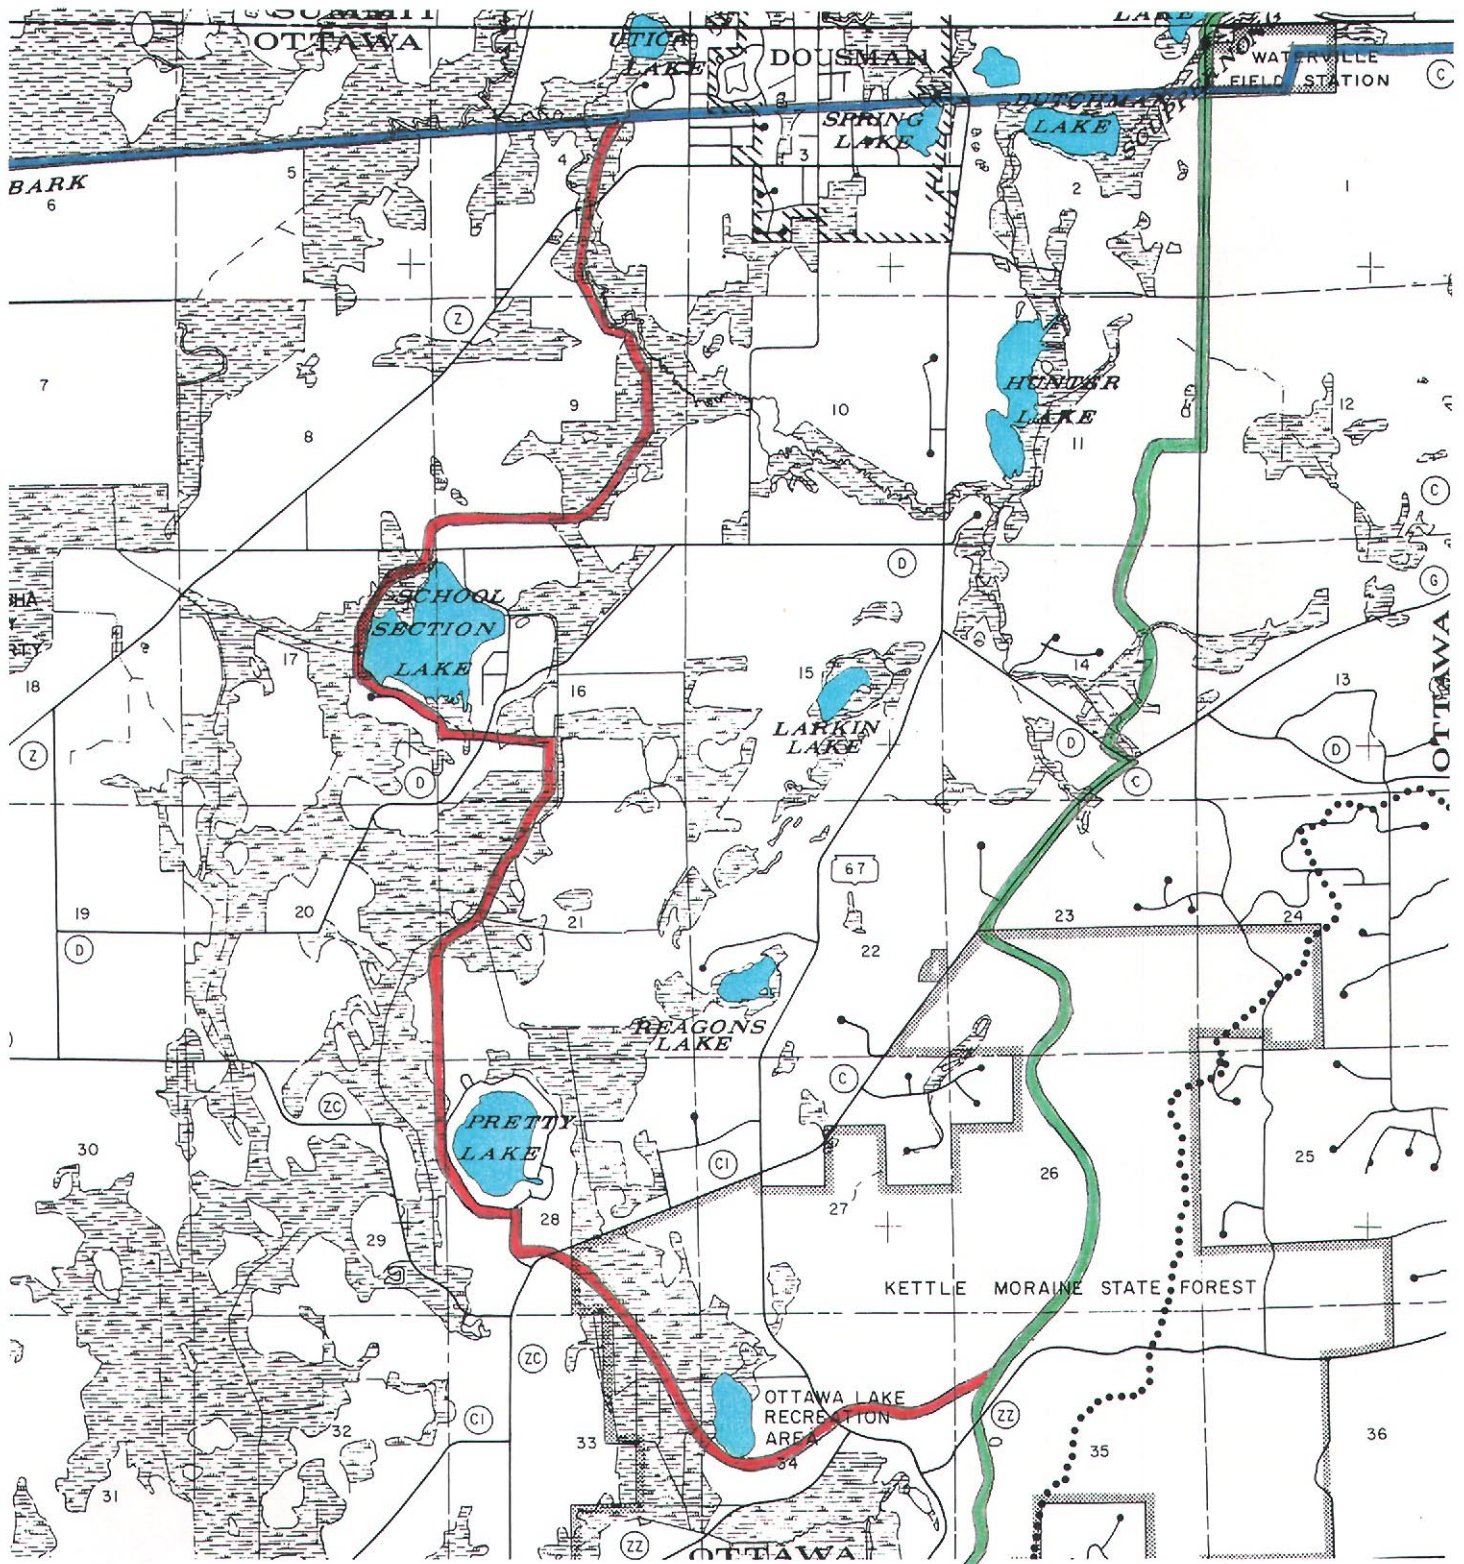 SUMMIT
OTTAWA
UTICA
LAKE
DOUSMAN
LAKE
WATERVILLE
FIELD STATION
C
DUTCHMAN
LAKE
SPRING
LAKE
SCUPPERNONG
BARK
6
5
4
3
2
1
Z
7
8
9
10
HUNTER
LAKE
11
12
C
D
G
SCHOOL
SECTION
LAKE
18
17
16
15
14
13
LARKIN
LAKE
OTTAWA
Z
D
D
D
C
67
19
20
21
22
23
24
D
REAGONS
LAKE
ZC
C
PRETTY
LAKE
30
29
28
C1
27
26
25
KETTLE MORAINE STATE FOREST
ZC
OTTAWA LAKE
RECREATION
AREA
C1
ZZ
32
33
34
35
36
31
ZZ
OTTAWA